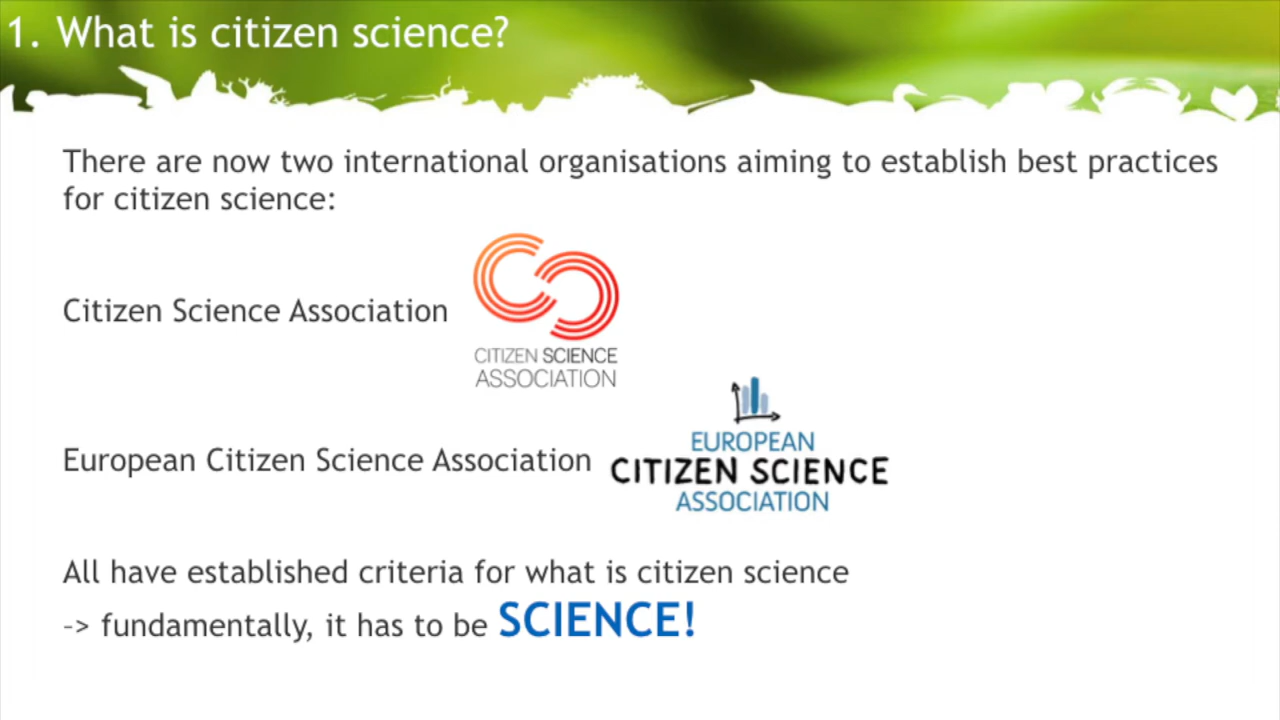 1. What is citizen science?
There are now two international organisations aiming to establish best practices
for citizen science:
Citizen Science Association
CITIZEN SCIENCE
ASSOCIATION
European Citizen Science Association
EUROPEAN
CITIZEN SCIENCE
ASSOCIATION
All have established criteria for what is citizen science
-> fundamentally, it has to be SCIENCE!